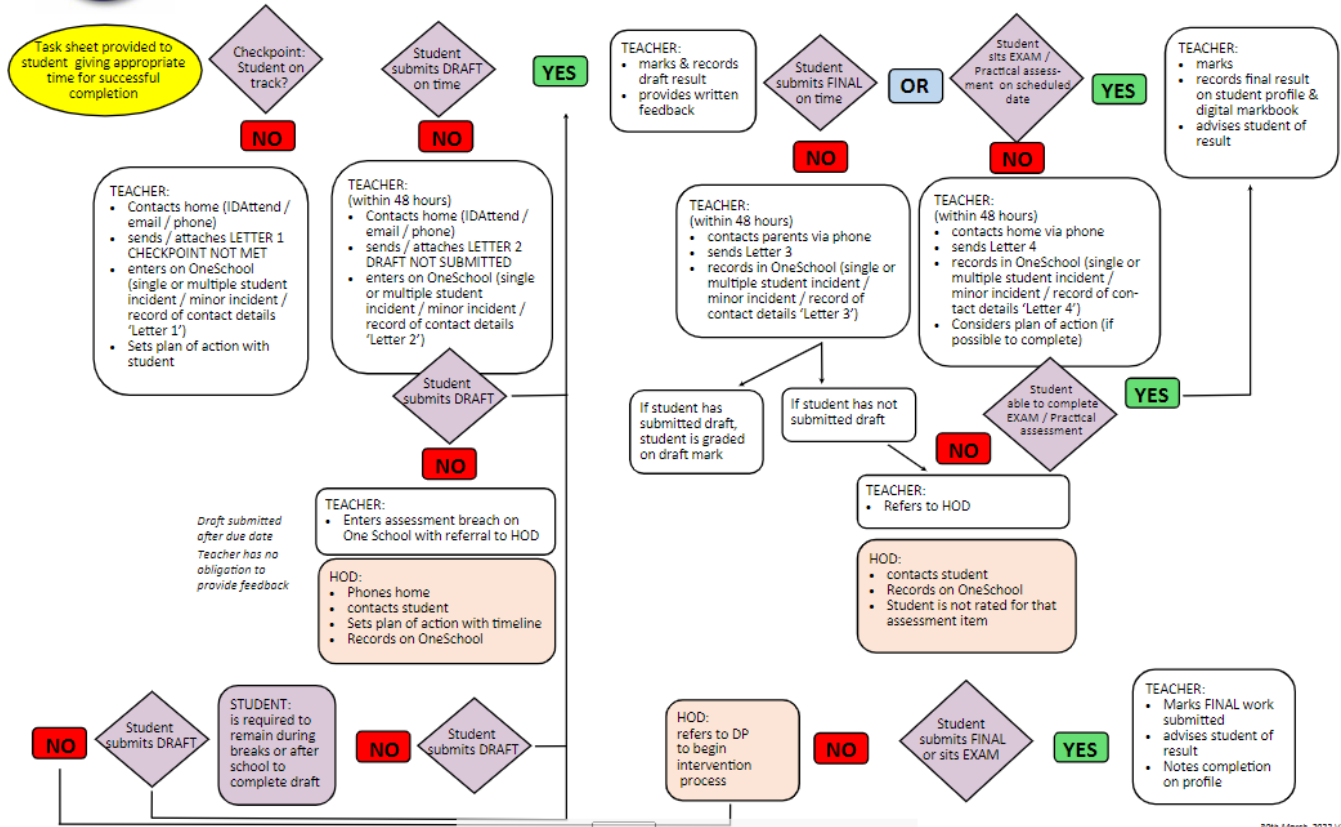 Task sheet provided to
student giving appropriate
time for successful
completion
Checkpoint:
Student on
track?
NO
TEACHER:
• Contacts home (IDAttend /
email / phone)
• sends / attaches LETTER 1
CHECKPOINT NOT MET
• enters on OneSchool
(single or multiple student
incident / minor incident /
record of contact details
‘Letter 1’)
• Sets plan of action with
student
Student
submits DRAFT
on time
YES
NO
TEACHER:
(within 48 hours)
• Contacts home (IDAttend /
email / phone)
• sends / attaches LETTER 2
DRAFT NOT SUBMITTED
• enters on OneSchool (single
or multiple student
incident / minor incident /
record of contact details
‘Letter 2’)
Student
submits DRAFT
NO
TEACHER:
• Enters assessment breach on
One School with referral to HOD
Draft submitted
after due date
Teacher has no
obligation to
provide feedback
HOD:
• Phones home
• contacts student
• Sets plan of action with timeline
• Records on OneSchool
Student
submits DRAFT
NO
STUDENT:
is required to
remain during
breaks or after
school to
complete draft
Student
submits DRAFT
NO
TEACHER:
• marks & records
draft result
• provides written
feedback
Student
submits FINAL
on time
OR
Student
sits EXAM /
Practical assess-
ment on scheduled
date
YES
TEACHER:
• marks
• records final result
on student profile &
digital markbook
• advises student of
result
NO
NO
TEACHER:
(within 48 hours)
• contacts parents via phone
• sends Letter 3
• records in OneSchool (single or
multiple student incident /
minor incident / record of
contact details ‘Letter 3’)
TEACHER:
(within 48 hours)
• contacts home via phone
• sends Letter 4
• records in OneSchool (single or
multiple student incident /
minor incident / record of con-
tact details ‘Letter 4’)
• Considers plan of action (if
possible to complete)
If student has
submitted draft,
student is graded
on draft mark
If student has not
submitted draft
Student
able to complete
EXAM / Practical
assessment
YES
NO
TEACHER:
• Refers to HOD
HOD:
• contacts student
• Records on OneSchool
• Student is not rated for that
assessment item
HOD:
refers to DP
to begin
intervention
process
NO
Student
submits FINAL
or sits EXAM
YES
TEACHER:
• Marks FINAL work
submitted
• advises student of
result
• Notes completion
on profile